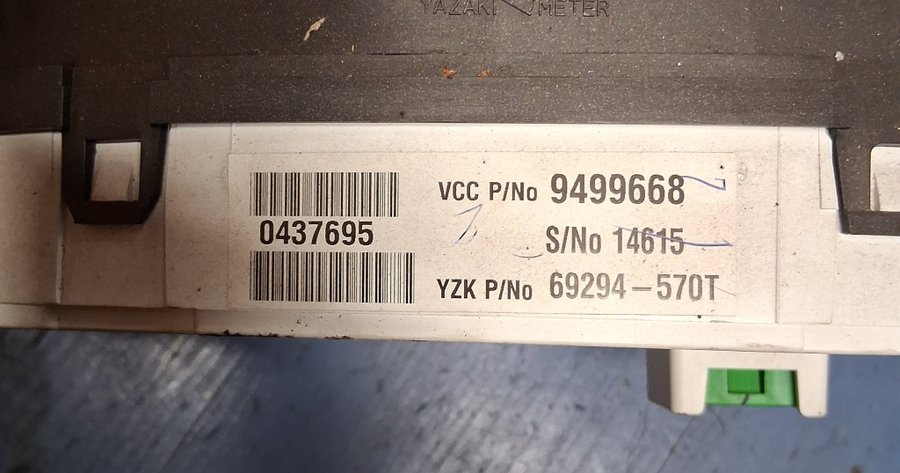 YAZAKI METER
VCC P/No 9499668
0437695
S/No 14615
YZK P/No 69294-570T